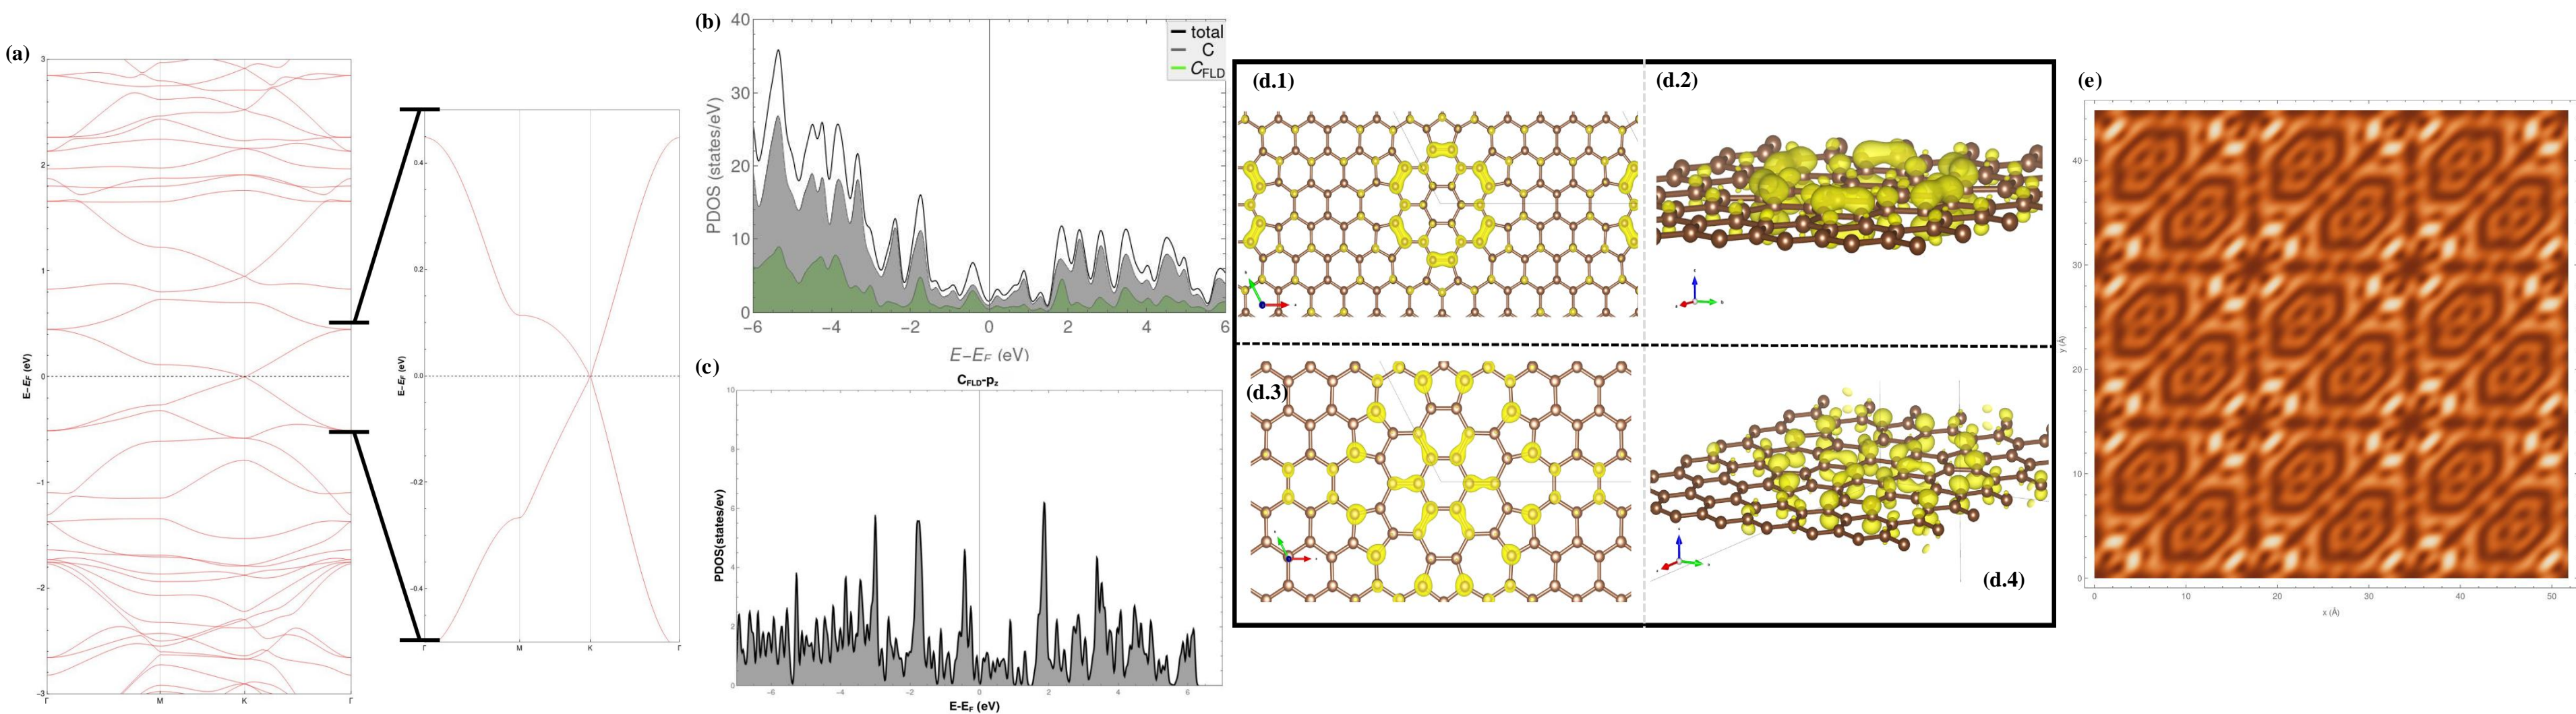 (a)
3
2
1
0
−1
−2
−3
E−E_F (eV)
Γ
M
K
Γ
0.4
0.2
0.0
−0.2
−0.4
E−E_F (eV)
Γ
M
K
Γ
(b)
40
30
20
10
0
PDOS (states/eV)
total
C
C_FLD
−6
−4
−2
0
2
4
6
E−E_F (eV)
(c)
C_FLD-p_z
10
8
6
4
2
0
PDOS(states/ev)
−6
−4
−2
0
2
4
6
E-E_F (eV)
(d.1)
(d.2)
(d.3)
(d.4)
(e)
40
30
20
10
0
y (Å)
0
10
20
30
40
50
x (Å)